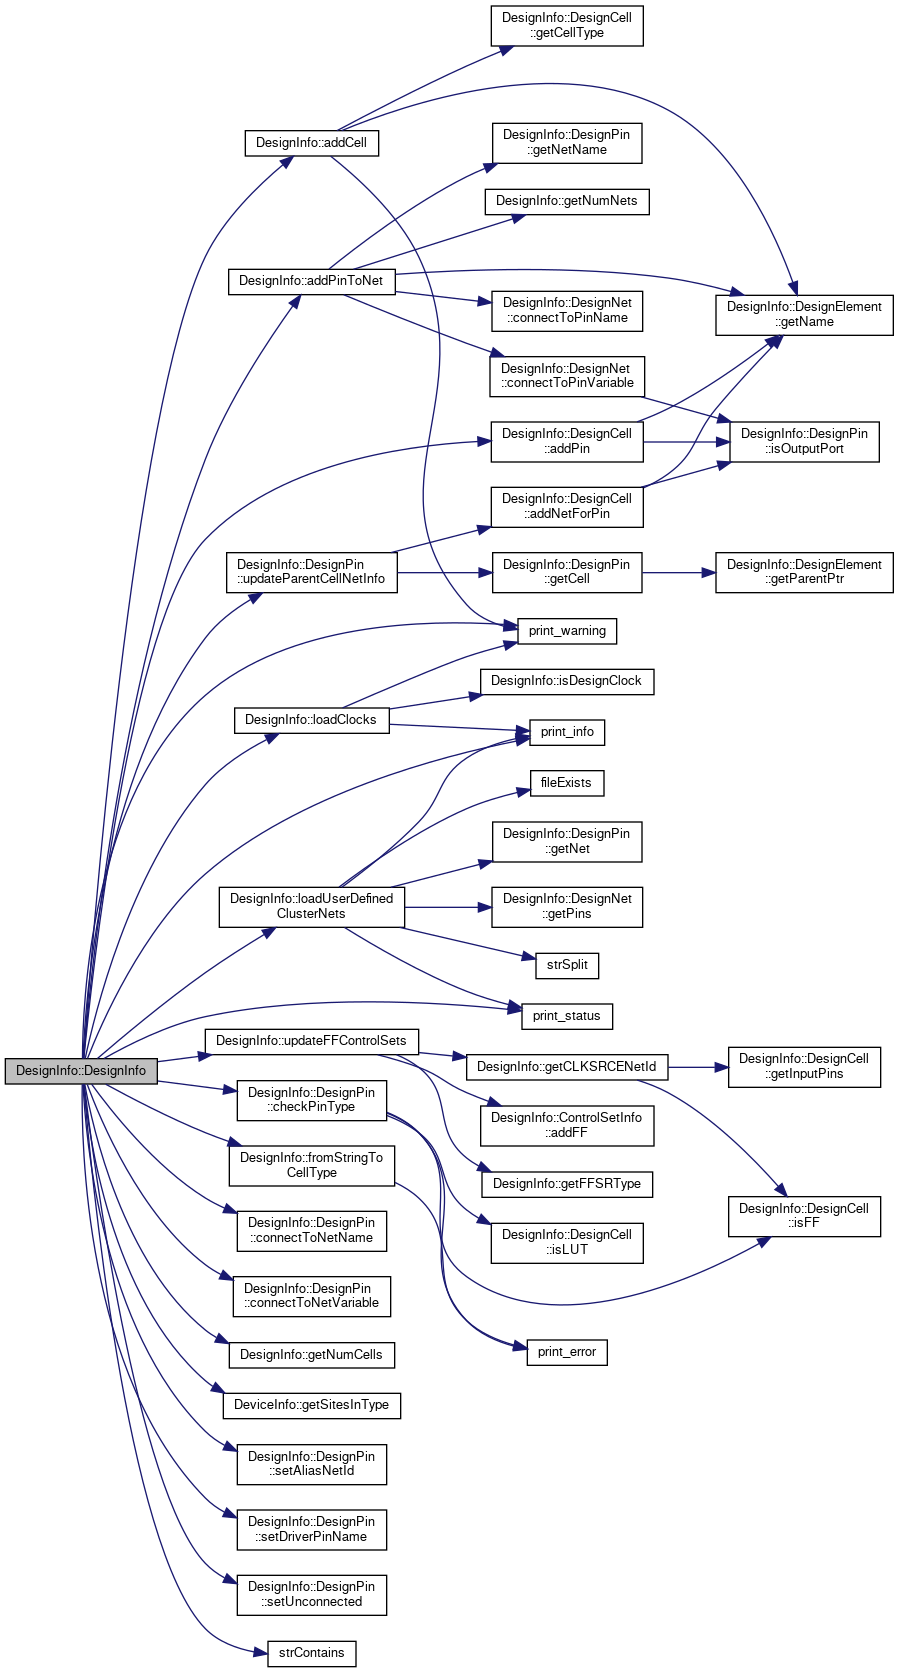 DesignInfo::DesignCell
::getCellType
DesignInfo::addCell
DesignInfo::DesignPin
::getNetName
DesignInfo::getNumNets
DesignInfo::addPinToNet
DesignInfo::DesignNet
::connectToPinName
DesignInfo::DesignElement
::getName
DesignInfo::DesignNet
::connectToPinVariable
DesignInfo::DesignCell
::addPin
DesignInfo::DesignPin
::isOutputPort
DesignInfo::DesignCell
::addNetForPin
DesignInfo::DesignPin
::updateParentCellNetInfo
DesignInfo::DesignPin
::getCell
DesignInfo::DesignElement
::getParentPtr
print_warning
DesignInfo::isDesignClock
DesignInfo::loadClocks
print_info
fileExists
DesignInfo::DesignPin
::getNet
DesignInfo::loadUserDefined
ClusterNets
DesignInfo::DesignNet
::getPins
strSplit
print_status
DesignInfo::updateFFControlSets
DesignInfo::DesignInfo
DesignInfo::getCLKSRCENetId
DesignInfo::DesignCell
::getInputPins
DesignInfo::DesignPin
::checkPinType
DesignInfo::ControlSetInfo
::addFF
DesignInfo::fromStringTo
CellType
DesignInfo::getFFSRType
DesignInfo::DesignCell
::isFF
DesignInfo::DesignPin
::connectToNetName
DesignInfo::DesignCell
::isLUT
DesignInfo::DesignPin
::connectToNetVariable
DesignInfo::getNumCells
print_error
DeviceInfo::getSitesInType
DesignInfo::DesignPin
::setAliasNetId
DesignInfo::DesignPin
::setDriverPinName
DesignInfo::DesignPin
::setUnconnected
strContains